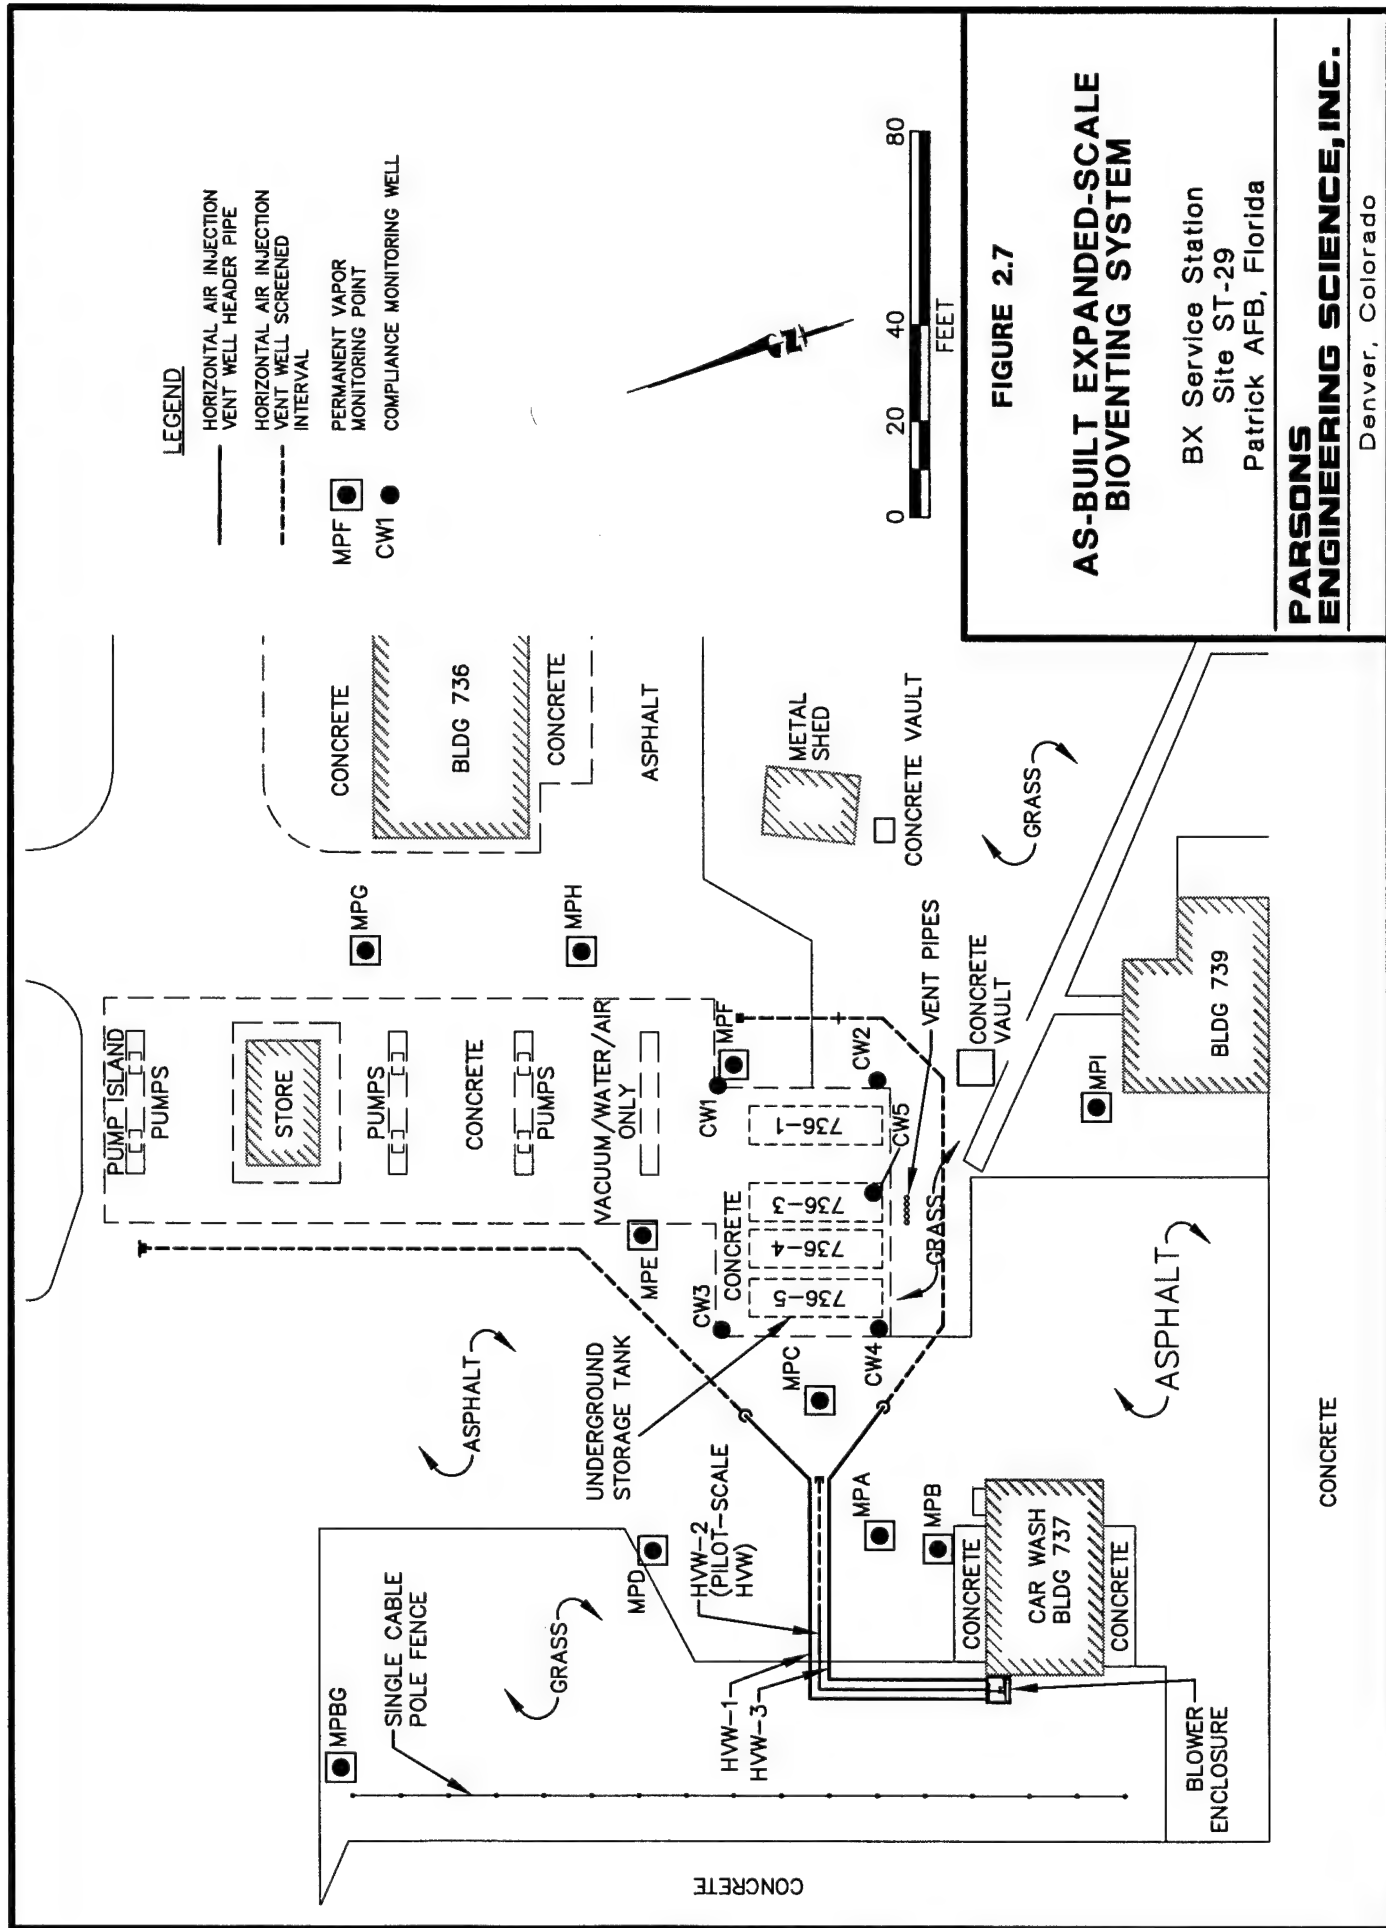 LEGEND
HORIZONTAL AIR INJECTION
VENT WELL HEADER PIPE
HORIZONTAL AIR INJECTION
VENT WELL SCREENED
INTERVAL
MPF
PERMANENT VAPOR
MONITORING POINT
CW1
COMPLIANCE MONITORING WELL
N
0
20
40
80
FEET
PUMP ISLAND
PUMPS
STORE
PUMPS
CONCRETE
PUMPS
VACUUM/WATER/AIR
ONLY
MPG
MPH
CONCRETE
BLDG 736
CONCRETE
ASPHALT
METAL
SHED
CONCRETE VAULT
GRASS
VENT PIPES
CONCRETE
VAULT
BLDG 739
MPI
CW1
MPF
CW2
CW5
736-1
736-3
736-4
736-5
CONCRETE
GRASS
MPE
CW3
CW4
MPC
UNDERGROUND
STORAGE TANK
ASPHALT
ASPHALT
MPD
HVW-2
(PILOT-SCALE
HVW)
MPA
MPB
CONCRETE
CAR WASH
BLDG 737
CONCRETE
CONCRETE
SINGLE CABLE
POLE FENCE
GRASS
MPBG
HVW-1
HVW-3
BLOWER
ENCLOSURE
CONCRETE
FIGURE 2.7
AS-BUILT EXPANDED-SCALE
BIOVENTING SYSTEM
BX Service Station
Site ST-29
Patrick AFB, Florida
PARSONS
ENGINEERING SCIENCE, INC.
Denver, Colorado